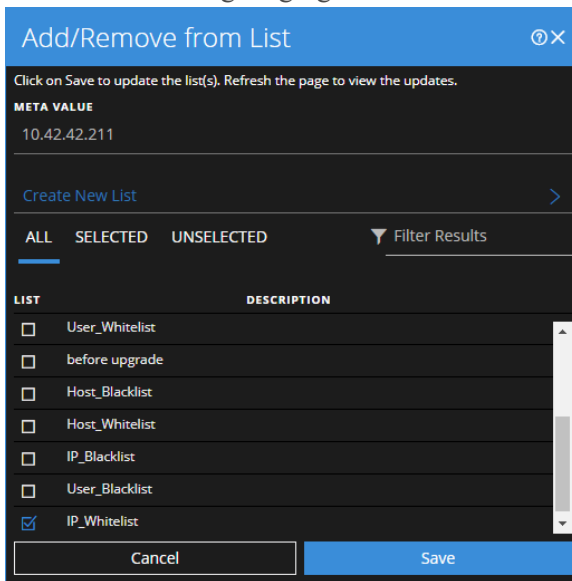 Add/Remove from List
Click on Save to update the list(s). Refresh the page to view the updates.
META VALUE
10.42.42.211
Create New List
ALL SELECTED UNSELECTED Filter Results
LIST DESCRIPTION
User_Whitelist
before upgrade
Host_Blacklist
Host_Whitelist
IP_Blacklist
User_Blacklist
IP_Whitelist
Cancel Save